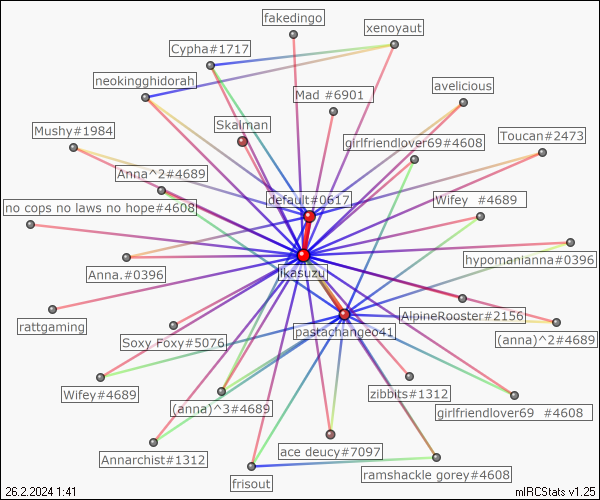 fakedingo
xenoyaut
Cypha#1717
neokingghidorah
avelicious
Mad #6901
Skalman
Mushy#1984
girlfriendlover69#4608
Toucan#2473
Anna^2#4689
default#0617
Wifey  #4689
no cops no laws no hope#4608
Anna.#0396
ikasuzu
hypomanianna#0396
rattgaming
AlpineRooster#2156
Soxy Foxy#5076
pastachangeo41
(anna)^2#4689
Wifey#4689
zibbits#1312
(anna)^3#4689
girlfriendlover69  #4608
Annarchist#1312
ace deucy#7097
frisout
ramshackle gorey#4608
26.2.2024 1:41
mIRCStats v1.25